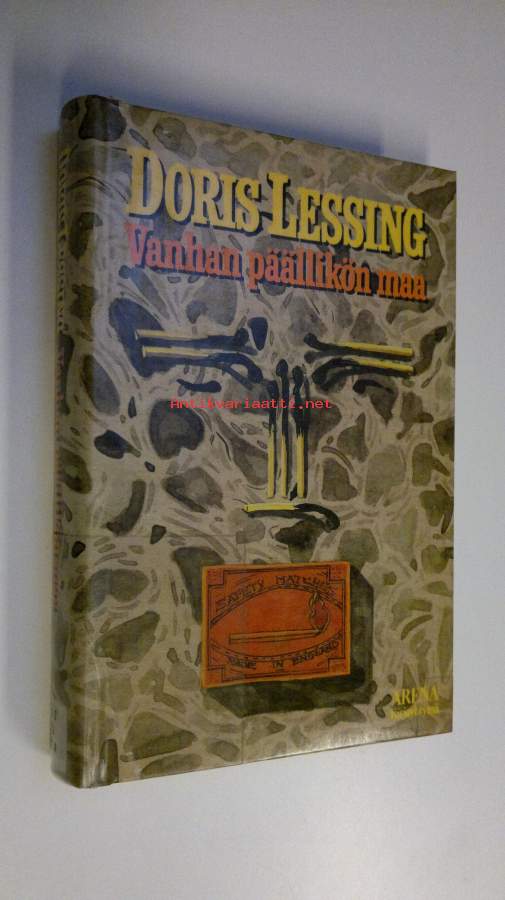 DORIS LESSING
Vanhan päällikön maa
Antikvariaatti.net
SAFETY MATCHES
MADE IN ENGLAND
ARENA